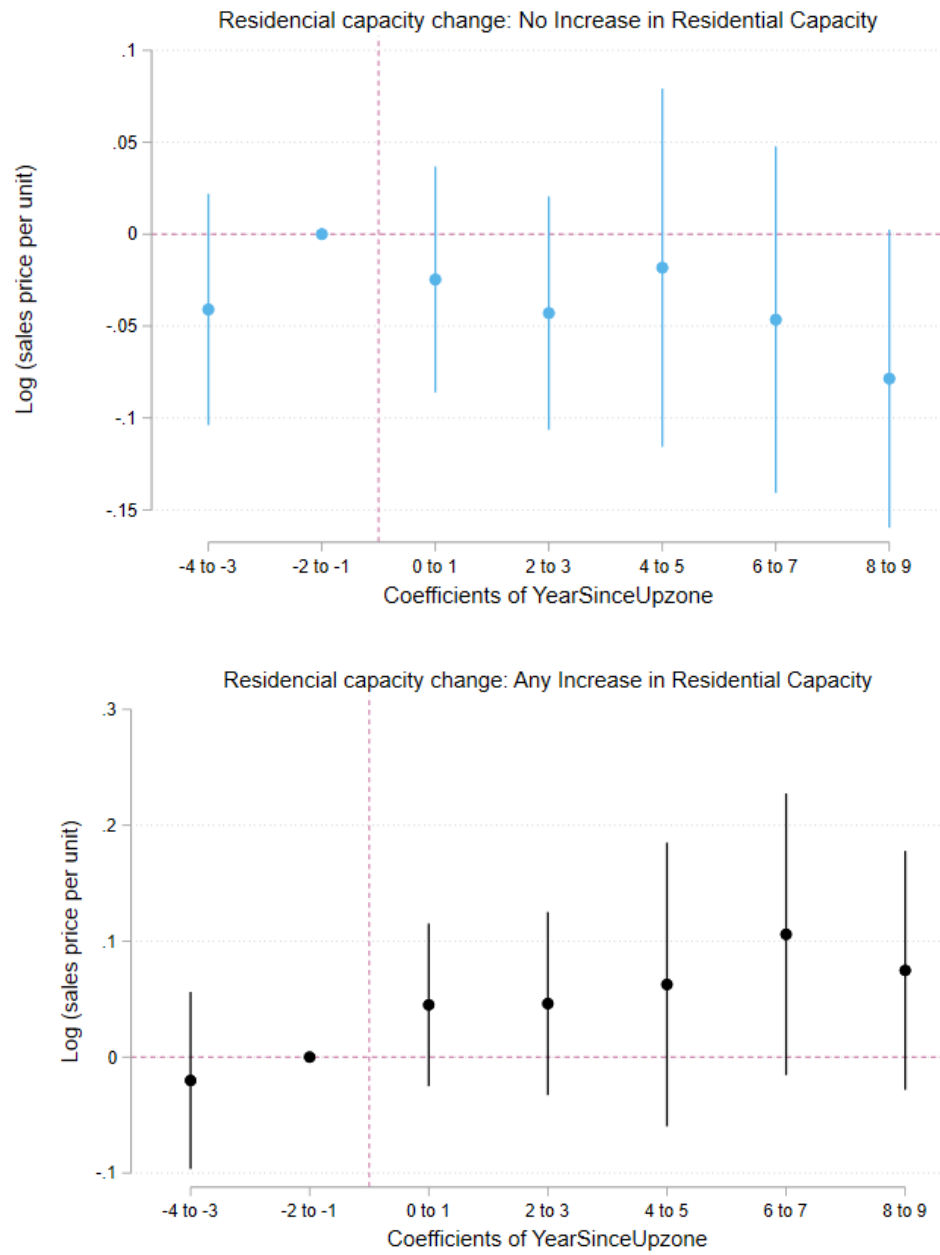 Residencial capacity change: No Increase in Residential Capacity
.1
.05
0
-.05
-.1
-.15
Log (sales price per unit)
-4 to -3 -2 to -1 0 to 1 2 to 3 4 to 5 6 to 7 8 to 9
Coefficients of YearSinceUpzone
Residencial capacity change: Any Increase in Residential Capacity
.3
.2
.1
0
-.1
Log (sales price per unit)
-4 to -3 -2 to -1 0 to 1 2 to 3 4 to 5 6 to 7 8 to 9
Coefficients of YearSinceUpzone